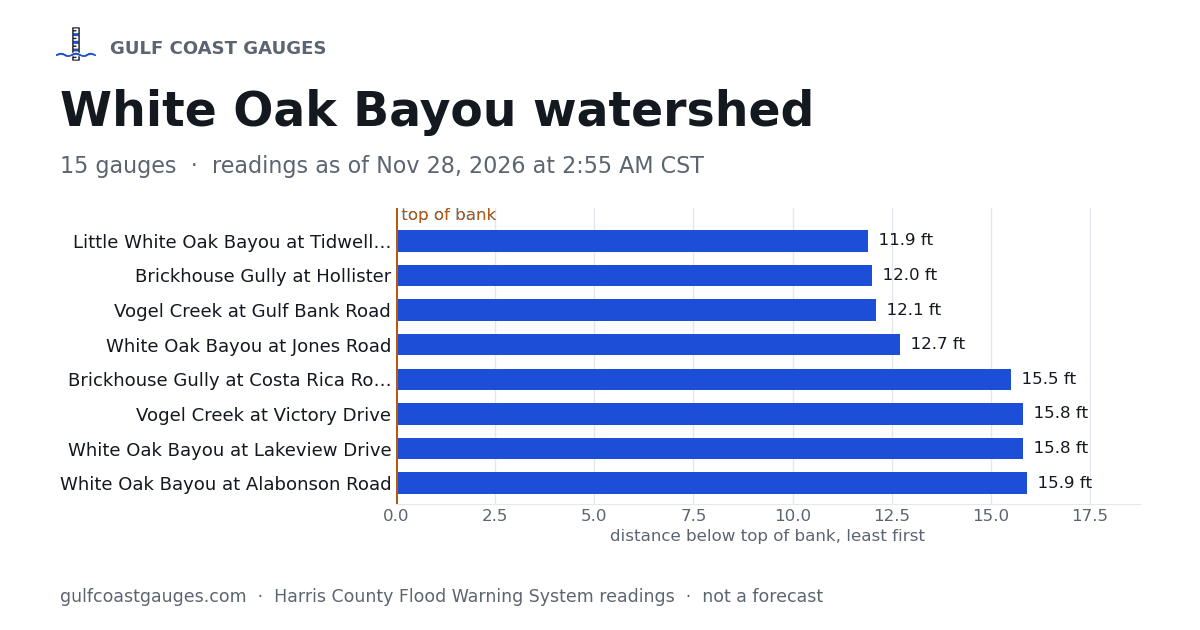 GULF COAST GAUGES
White Oak Bayou watershed
15 gauges · readings as of Nov 28, 2026 at 2:55 AM CST
top of bank
Little White Oak Bayou at Tidwell… 11.9 ft
Brickhouse Gully at Hollister 12.0 ft
Vogel Creek at Gulf Bank Road 12.1 ft
White Oak Bayou at Jones Road 12.7 ft
Brickhouse Gully at Costa Rica Ro… 15.5 ft
Vogel Creek at Victory Drive 15.8 ft
White Oak Bayou at Lakeview Drive 15.8 ft
White Oak Bayou at Alabonson Road 15.9 ft
0.0 2.5 5.0 7.5 10.0 12.5 15.0 17.5
distance below top of bank, least first
gulfcoastgauges.com · Harris County Flood Warning System readings · not a forecast